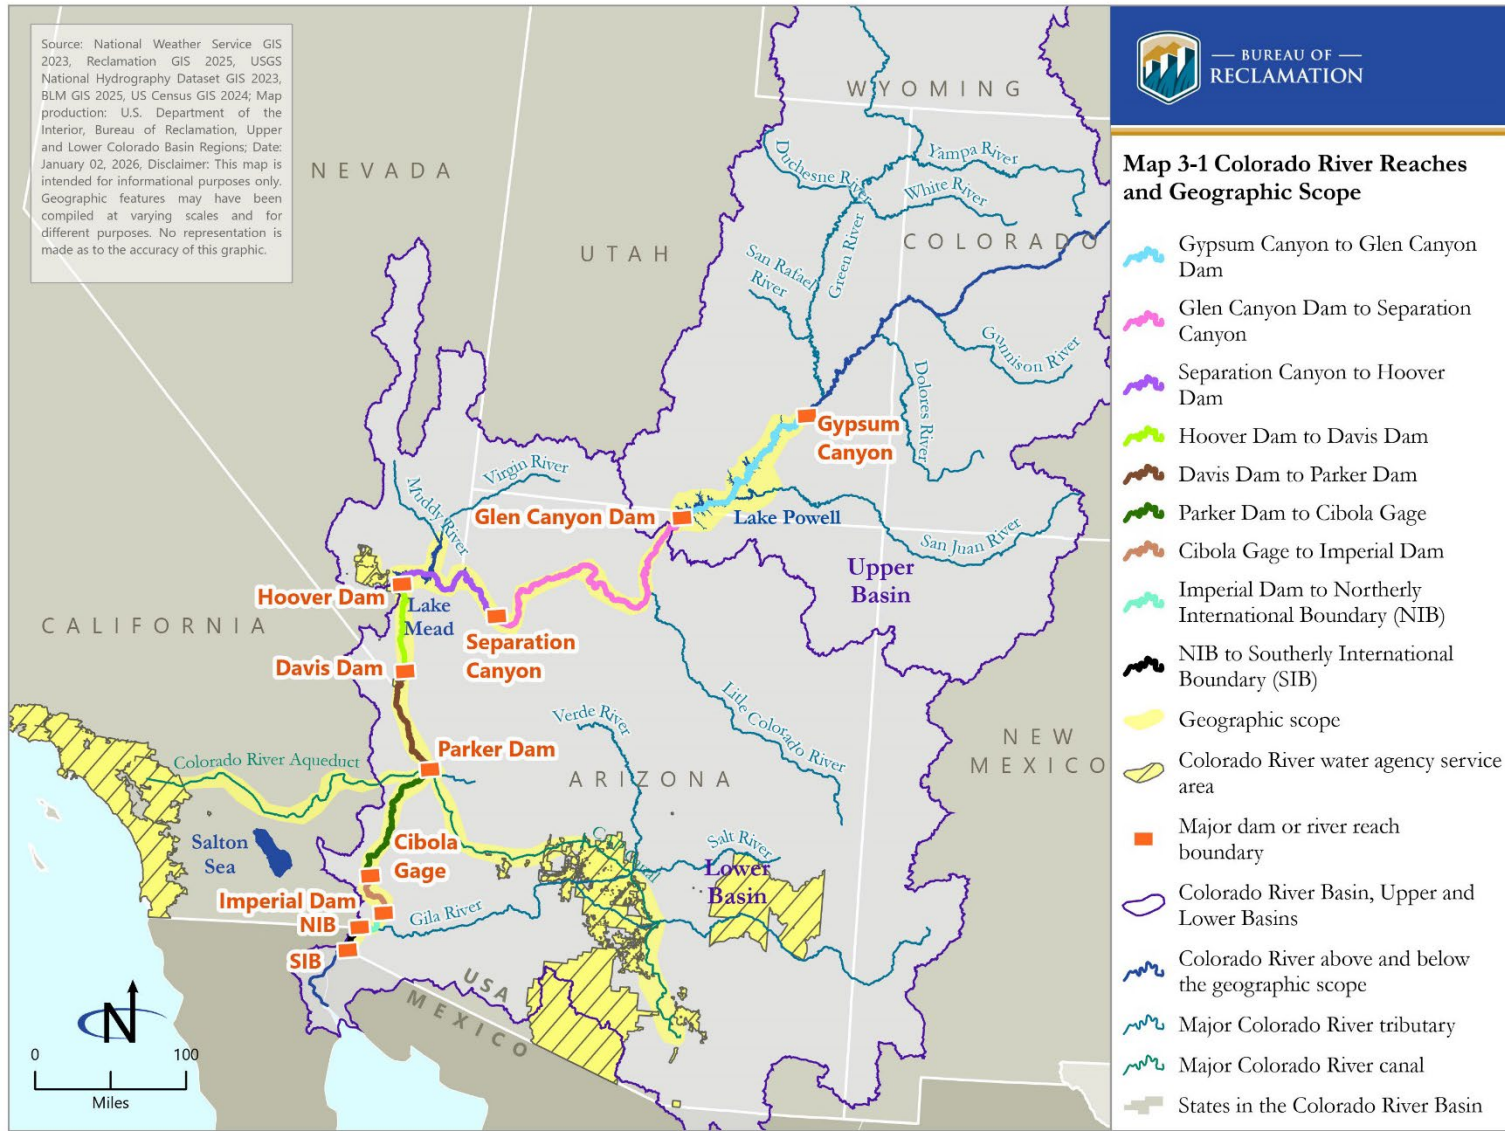 Source: National Weather Service GIS
2023, Reclamation GIS 2025, USGS
National Hydrography Dataset GIS 2023,
BLM GIS 2025, US Census GIS 2024; Map
production: U.S. Department of the
Interior, Bureau of Reclamation, Upper
and Lower Colorado Basin Regions; Date:
January 02, 2026, Disclaimer: This map is
intended for informational purposes only.
Geographic features may have been
compiled at varying scales and for
different purposes. No representation is
made as to the accuracy of this graphic.
WYOMING
NEVADA
UTAH
COLORADO
Duchesne River
Yampa River
White River
Green River
San Rafael
River
Gunnison River
Dolores River
Gypsum
Canyon
Virgin River
Muddy River
Glen Canyon Dam
Lake Powell
San Juan River
Upper
Basin
Hoover Dam
Lake
Mead
Separation
Canyon
CALIFORNIA
Davis Dam
Little Colorado River
Verde River
Parker Dam
Colorado River Aqueduct
ARIZONA
NEW
MEXICO
Salton
Sea
Cibola
Gage
Salt River
Lower
Basin
Imperial Dam
Gila River
NIB
SIB
USA
MEXICO
N
0 100
Miles
BUREAU OF
RECLAMATION
Map 3-1 Colorado River Reaches
and Geographic Scope
Gypsum Canyon to Glen Canyon
Dam
Glen Canyon Dam to Separation
Canyon
Separation Canyon to Hoover
Dam
Hoover Dam to Davis Dam
Davis Dam to Parker Dam
Parker Dam to Cibola Gage
Cibola Gage to Imperial Dam
Imperial Dam to Northerly
International Boundary (NIB)
NIB to Southerly International
Boundary (SIB)
Geographic scope
Colorado River water agency service
area
Major dam or river reach
boundary
Colorado River Basin, Upper and
Lower Basins
Colorado River above and below
the geographic scope
Major Colorado River tributary
Major Colorado River canal
States in the Colorado River Basin